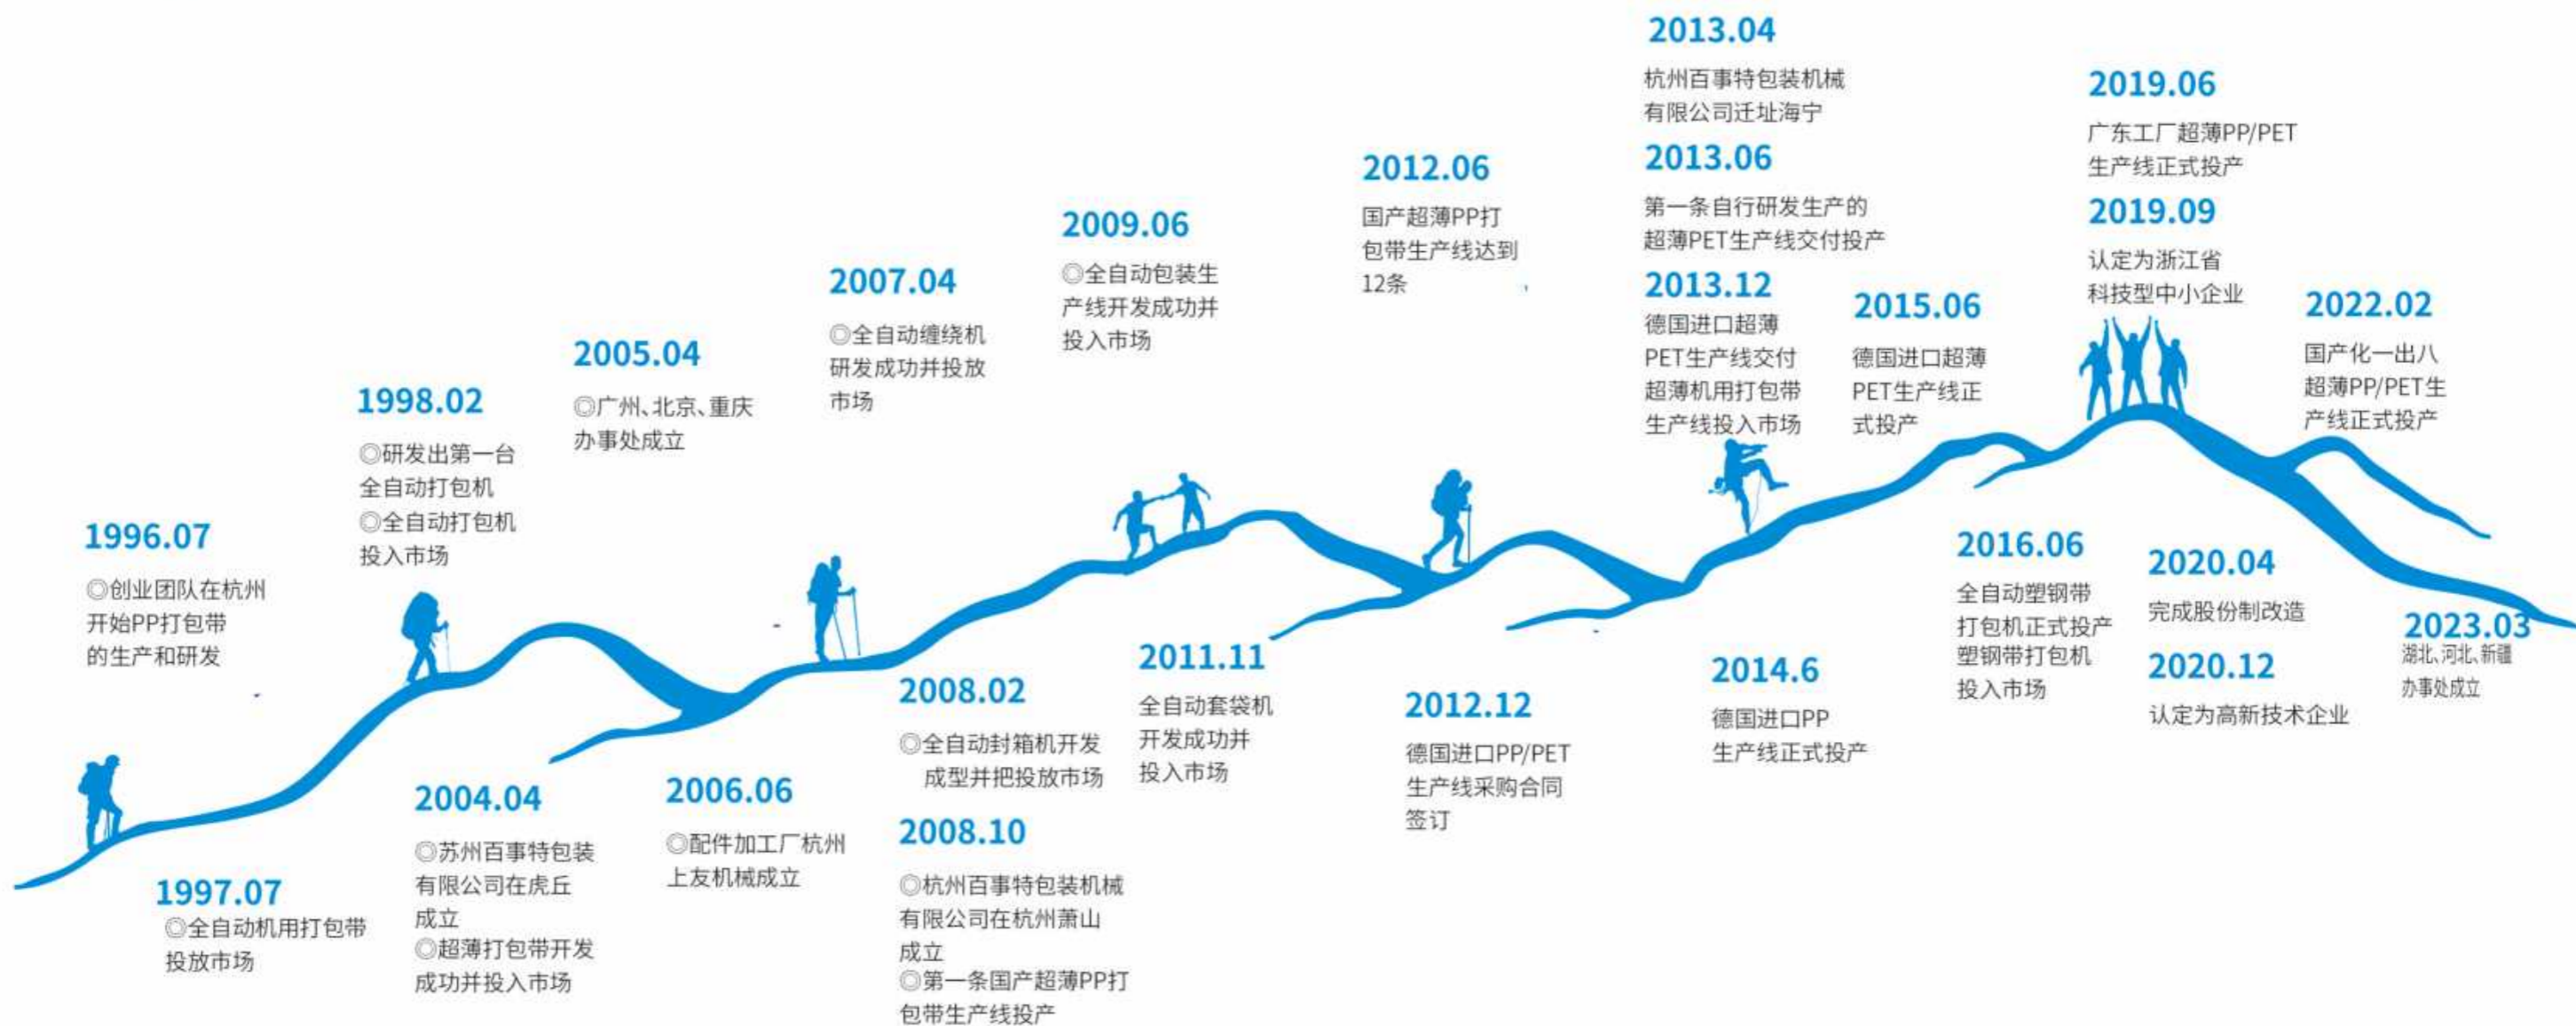 1996.07
◎创业团队在杭州
开始PP打包带
的生产和研发
1997.07
◎全自动机用打包带
投放市场
1998.02
◎研发出第一台
全自动打包机
◎全自动打包机
投入市场
2004.04
◎苏州百事特包装
有限公司在虎丘
成立
◎超薄打包带开发
成功并投入市场
2005.04
◎广州、北京、重庆
办事处成立
2006.06
◎配件加工厂杭州
上友机械成立
2007.04
◎全自动缠绕机
研发成功并投放
市场
2008.02
◎全自动封箱机开发
成型并把投放市场
2008.10
◎杭州百事特包装机械
有限公司在杭州萧山
成立
◎第一条国产超薄PP打
包带生产线投产
2009.06
◎全自动包装生
产线开发成功并
投入市场
2011.11
全自动套袋机
开发成功并
投入市场
2012.06
国产超薄PP打
包带生产线达到
12条
2012.12
德国进口PP/PET
生产线采购合同
签订
2013.04
杭州百事特包装机械
有限公司迁址海宁
2013.06
第一条自行研发生产的
超薄PET生产线交付投产
2013.12
德国进口超薄
PET生产线交付
超薄机用打包带
生产线投入市场
2014.6
德国进口PP
生产线正式投产
2015.06
德国进口超薄
PET生产线正
式投产
2016.06
全自动塑钢带
打包机正式投产
塑钢带打包机
投入市场
2019.06
广东工厂超薄PP/PET
生产线正式投产
2019.09
认定为浙江省
科技型中小企业
2020.04
完成股份制改造
2020.12
认定为高新技术企业
2022.02
国产化一出八
超薄PP/PET生
产线正式投产
2023.03
湖北、河北、新疆
办事处成立